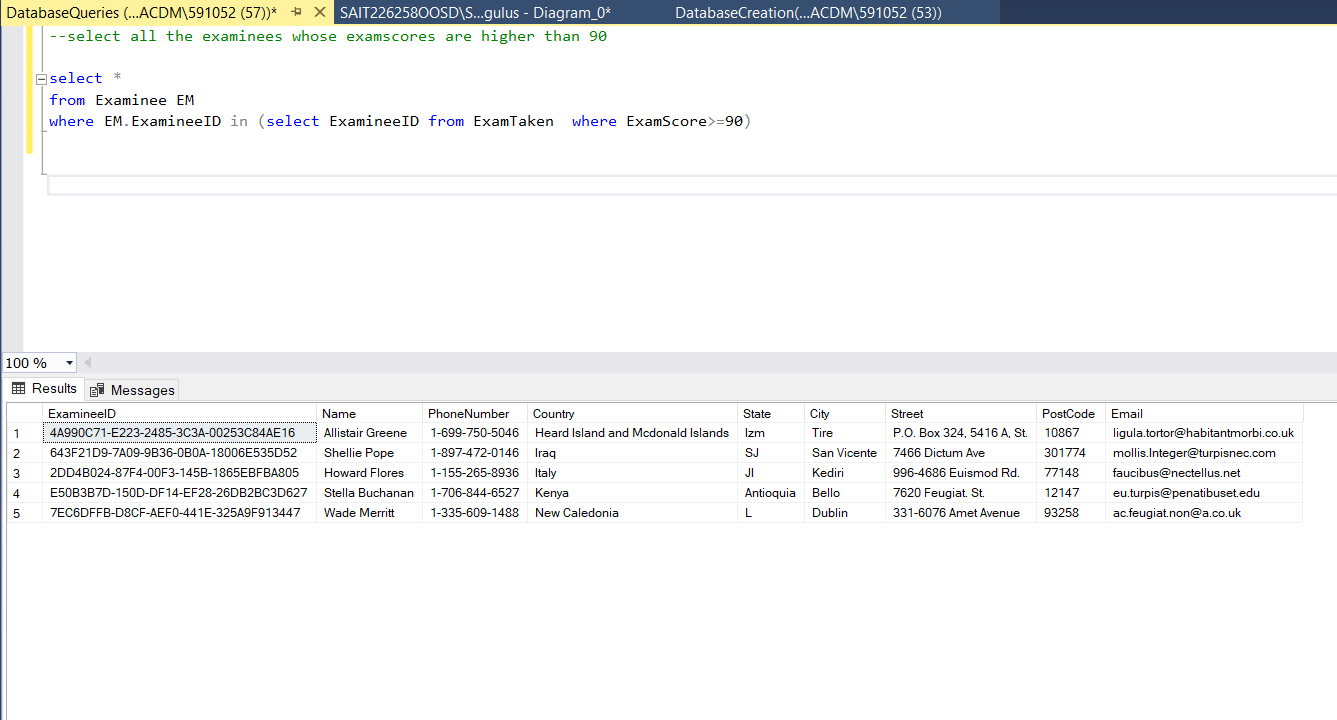 DatabaseQueries (...ACDM\591052 (57))* SAIT226258OOSD\S...gulus - Diagram_0* DatabaseCreation(...ACDM\591052 (53))
--select all the examinees whose examscores are higher than 90
select *
from Examinee EM
where EM.ExamineeID in (select ExamineeID from ExamTaken  where ExamScore>=90)
100 %
Results Messages
ExamineeID Name PhoneNumber Country State City Street PostCode Email
1 4A990C71-E223-2485-3C3A-00253C84AE16 Allistair Greene 1-699-750-5046 Heard Island and Mcdonald Islands Izm Tire P.O. Box 324, 5416 A, St. 10867 ligula.tortor@habitantmorbi.co.uk
2 643F21D9-7A09-9B36-0B0A-18006E535D52 Shellie Pope 1-897-472-0146 Iraq SJ San Vicente 7466 Dictum Ave 301774 mollis.Integer@turpisnec.com
3 2DD4B024-87F4-00F3-145B-1865EBFBA805 Howard Flores 1-155-265-8936 Italy JI Kediri 996-4686 Euismod Rd. 77148 faucibus@nectellus.net
4 E50B3B7D-150D-DF14-EF28-26DB2BC3D627 Stella Buchanan 1-706-844-6527 Kenya Antioquia Bello 7620 Feugiat. St. 12147 eu.turpis@penatibuset.edu
5 7EC6DFFB-D8CF-AEF0-441E-325A9F913447 Wade Merritt 1-335-609-1488 New Caledonia L Dublin 331-6076 Amet Avenue 93258 ac.feugiat.non@a.co.uk